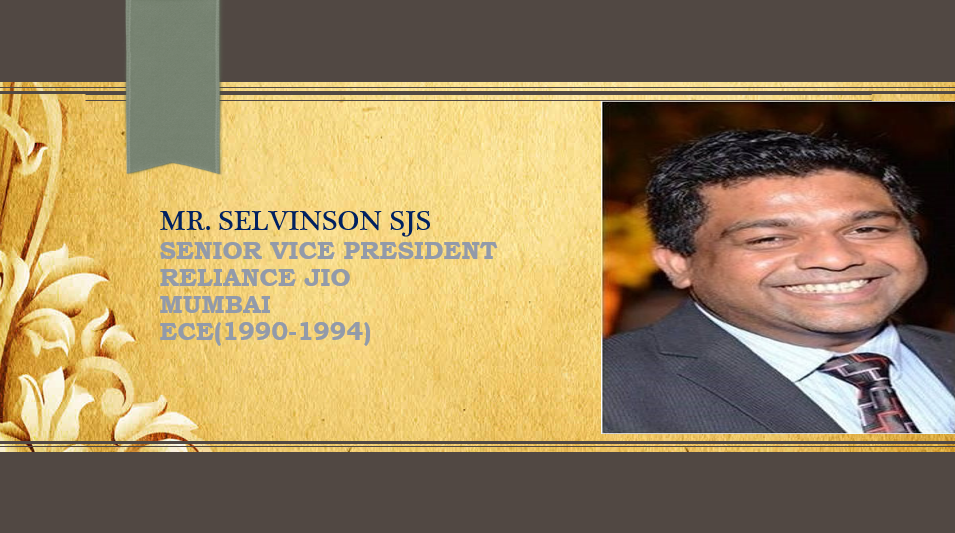 MR. SELVINSON SJS
SENIOR VICE PRESIDENT
RELIANCE JIO
MUMBAI
ECE(1990-1994)